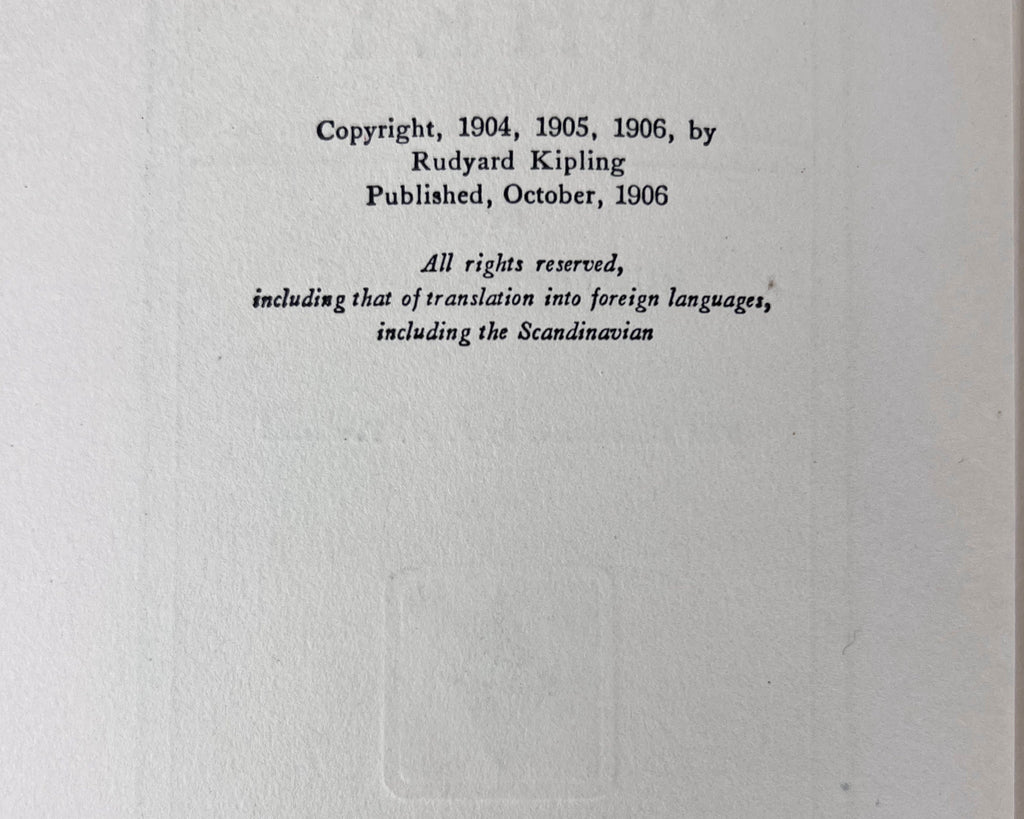 Copyright, 1904, 1905, 1906, by
Rudyard Kipling
Published, October, 1906
All rights reserved,
including that of translation into foreign languages,
including the Scandinavian